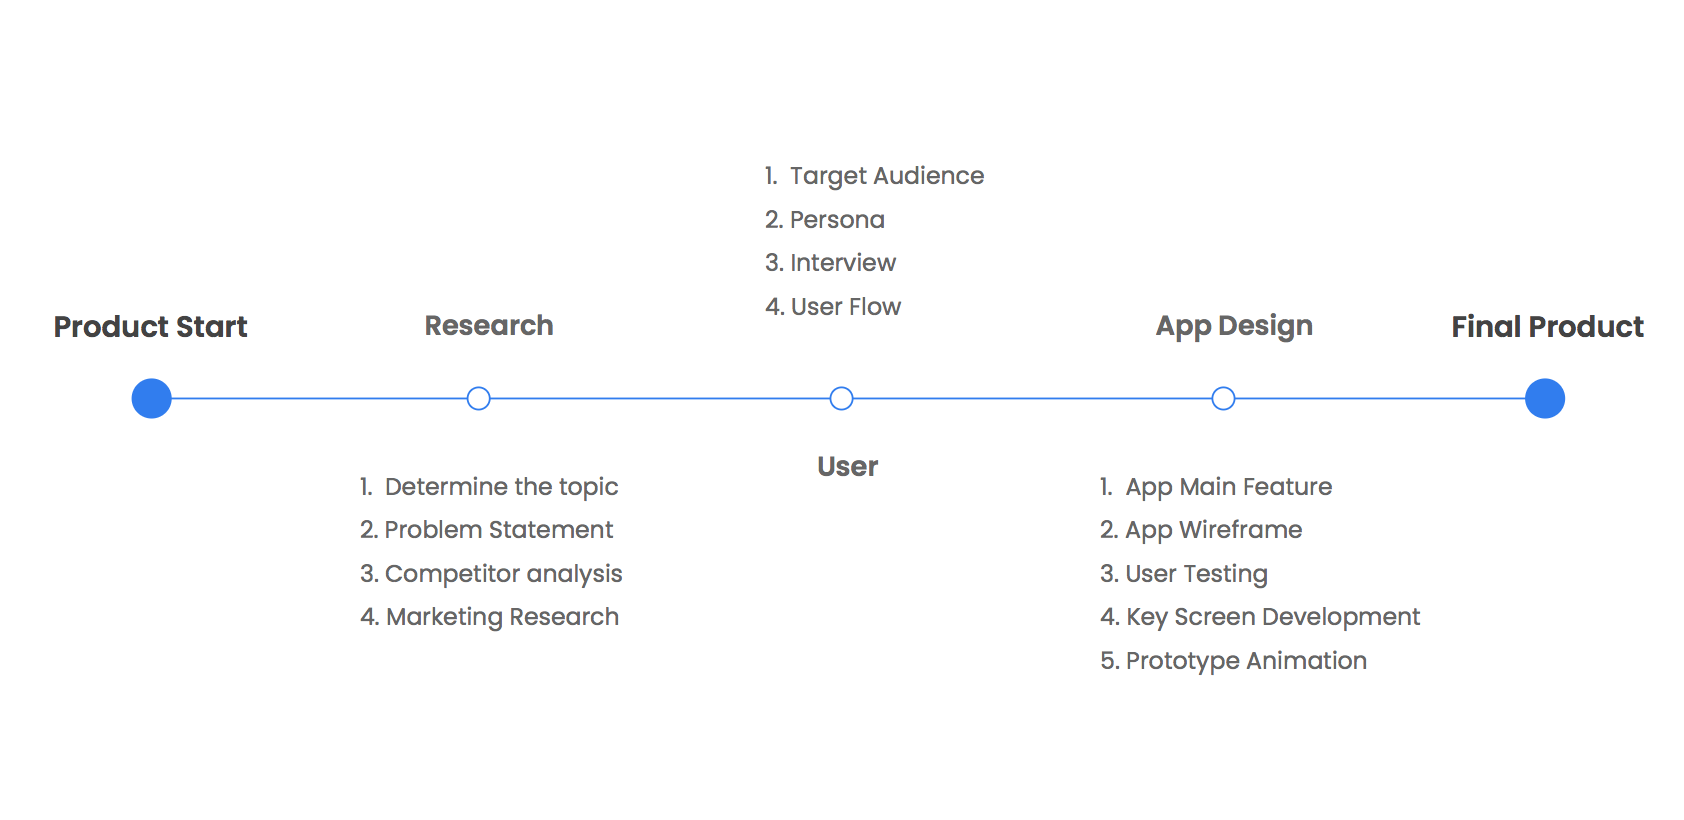 Product Start
Research
1. Determine the topic
2. Problem Statement
3. Competitor analysis
4. Marketing Research
1. Target Audience
2. Persona
3. Interview
4. User Flow
User
App Design
1. App Main Feature
2. App Wireframe
3. User Testing
4. Key Screen Development
5. Prototype Animation
Final Product